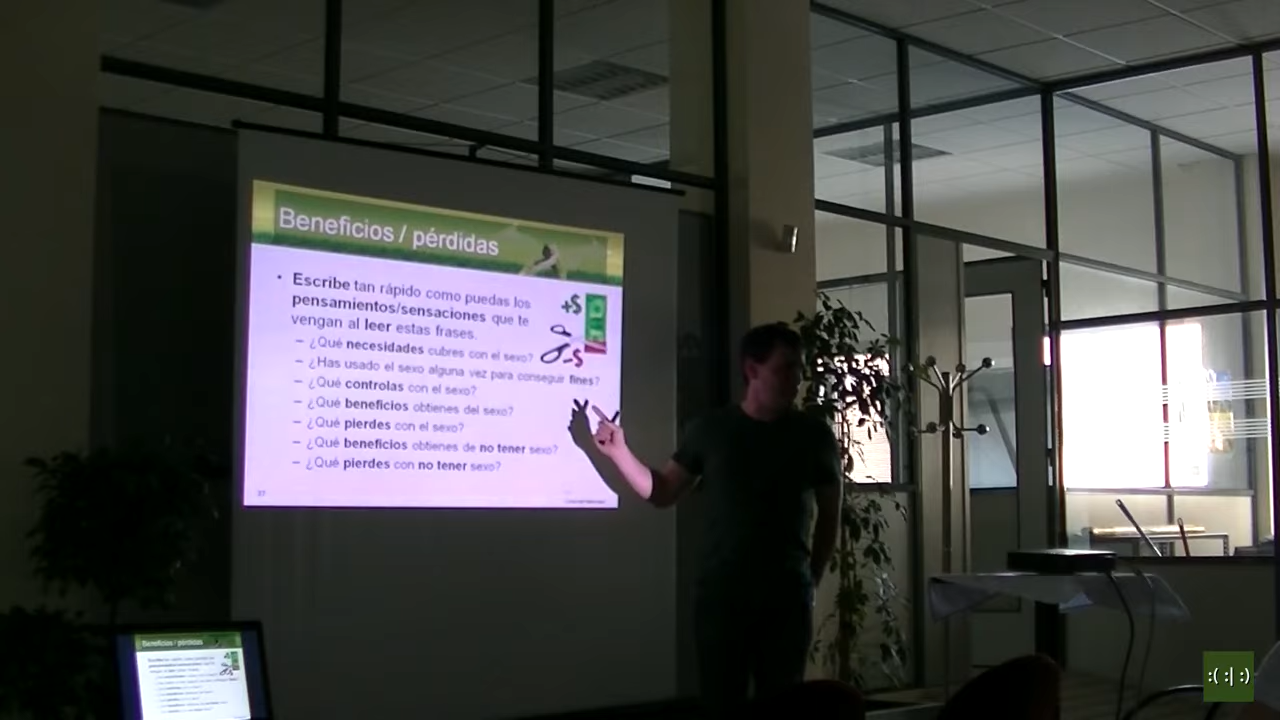 Beneficios / pérdidas
• Escribe tan rápido como puedas los
pensamientos/sensaciones que te
vengan al leer estas frases.
– ¿Qué necesidades cubres con el sexo?
– ¿Has usado el sexo alguna vez para conseguir fines?
– ¿Qué controlas con el sexo?
– ¿Qué beneficios obtienes del sexo?
– ¿Qué pierdes con el sexo?
– ¿Qué beneficios obtienes de no tener sexo?
– ¿Qué pierdes con no tener sexo?
+$
-$
Beneficios / pérdidas
:( :| :)